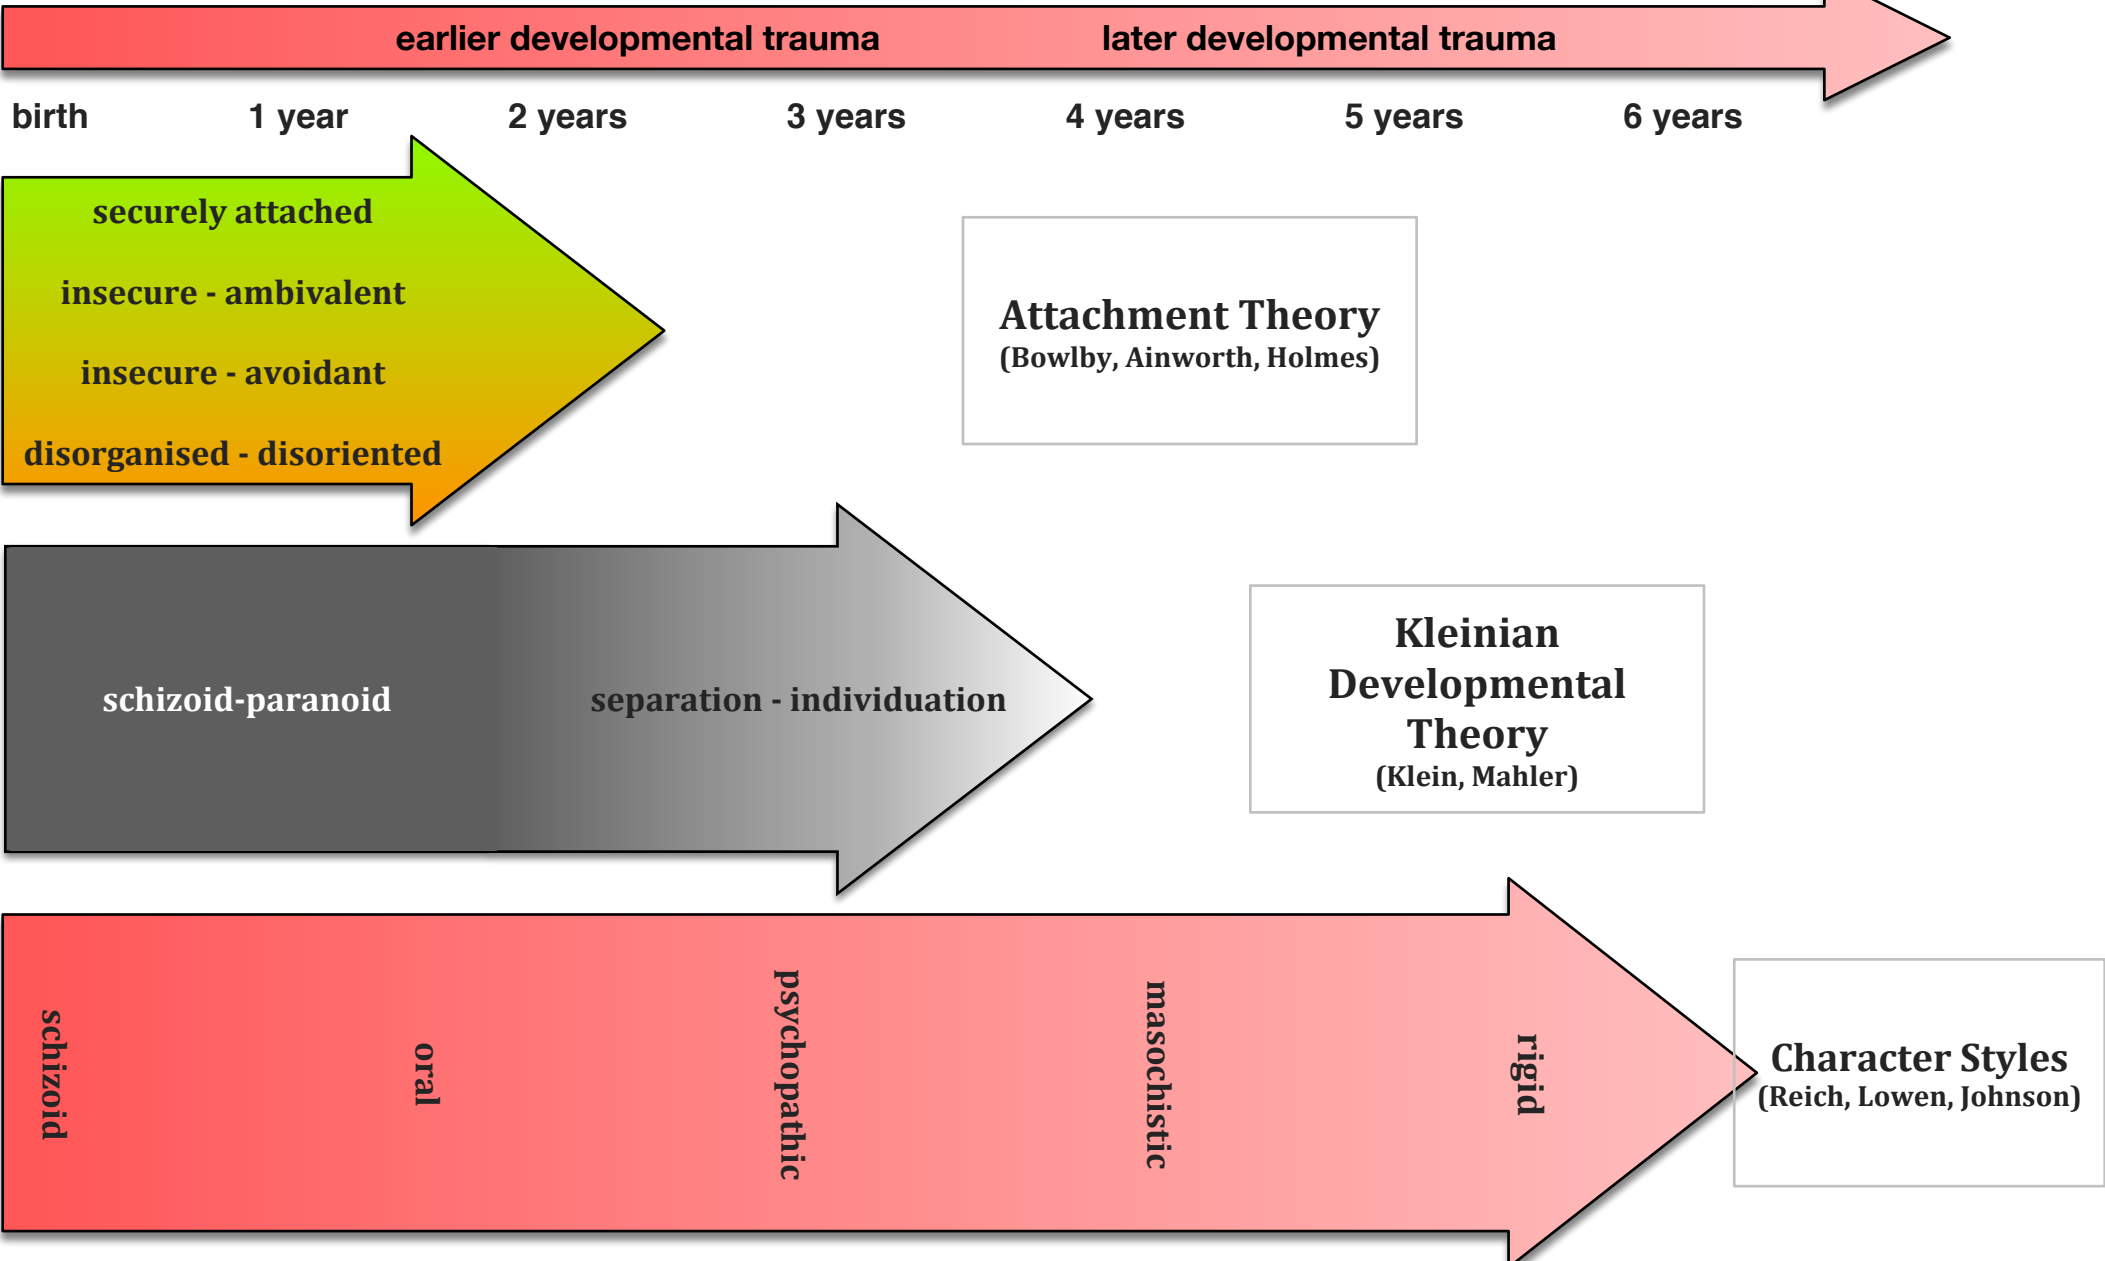 earlier developmental trauma later developmental trauma
birth 1 year 2 years 3 years 4 years 5 years 6 years
securely attached
insecure - ambivalent
insecure - avoidant
disorganised - disoriented
Attachment Theory
(Bowlby, Ainworth, Holmes)
schizoid-paranoid separation - individuation
Kleinian
Developmental
Theory
(Klein, Mahler)
schizoid
oral
psychopathic
masochistic
rigid
Character Styles
(Reich, Lowen, Johnson)